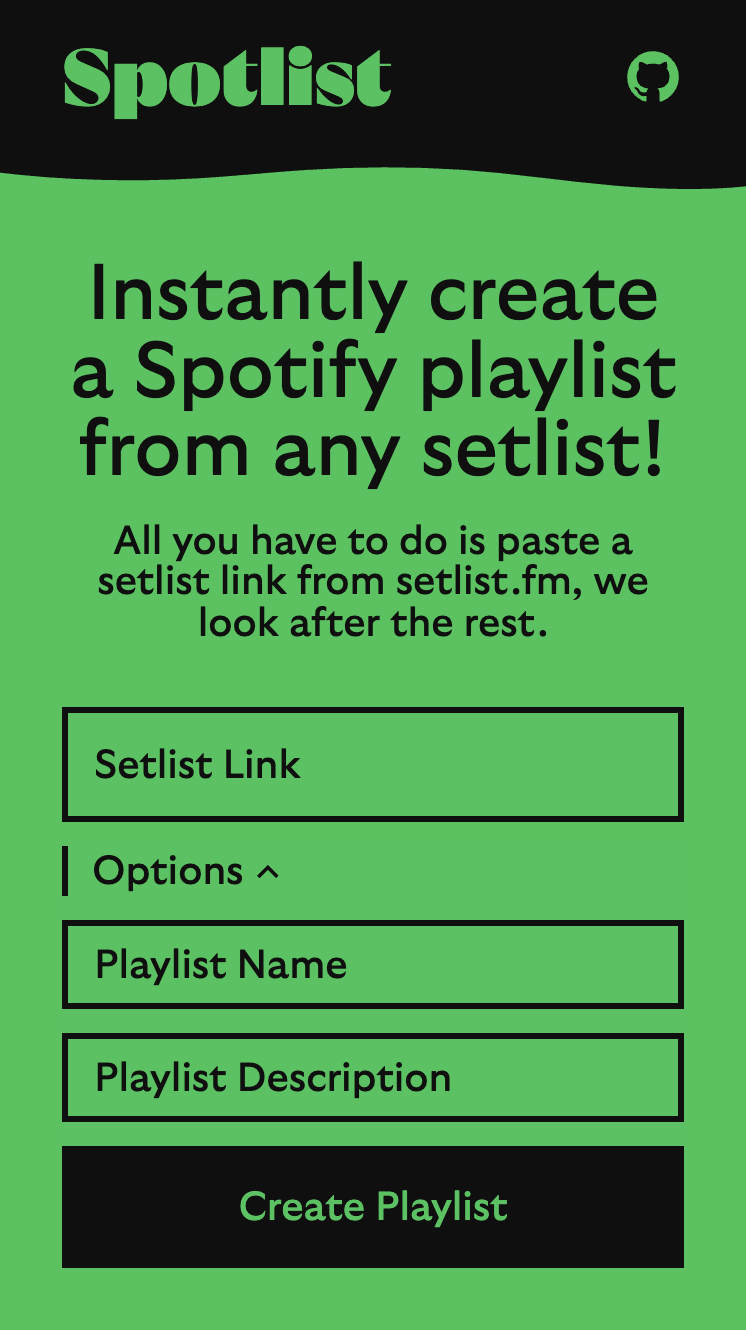 Spotlist
Instantly create
a Spotify playlist
from any setlist!
All you have to do is paste a
setlist link from setlist.fm, we
look after the rest.
Setlist Link
Options
Playlist Name
Playlist Description
Create Playlist